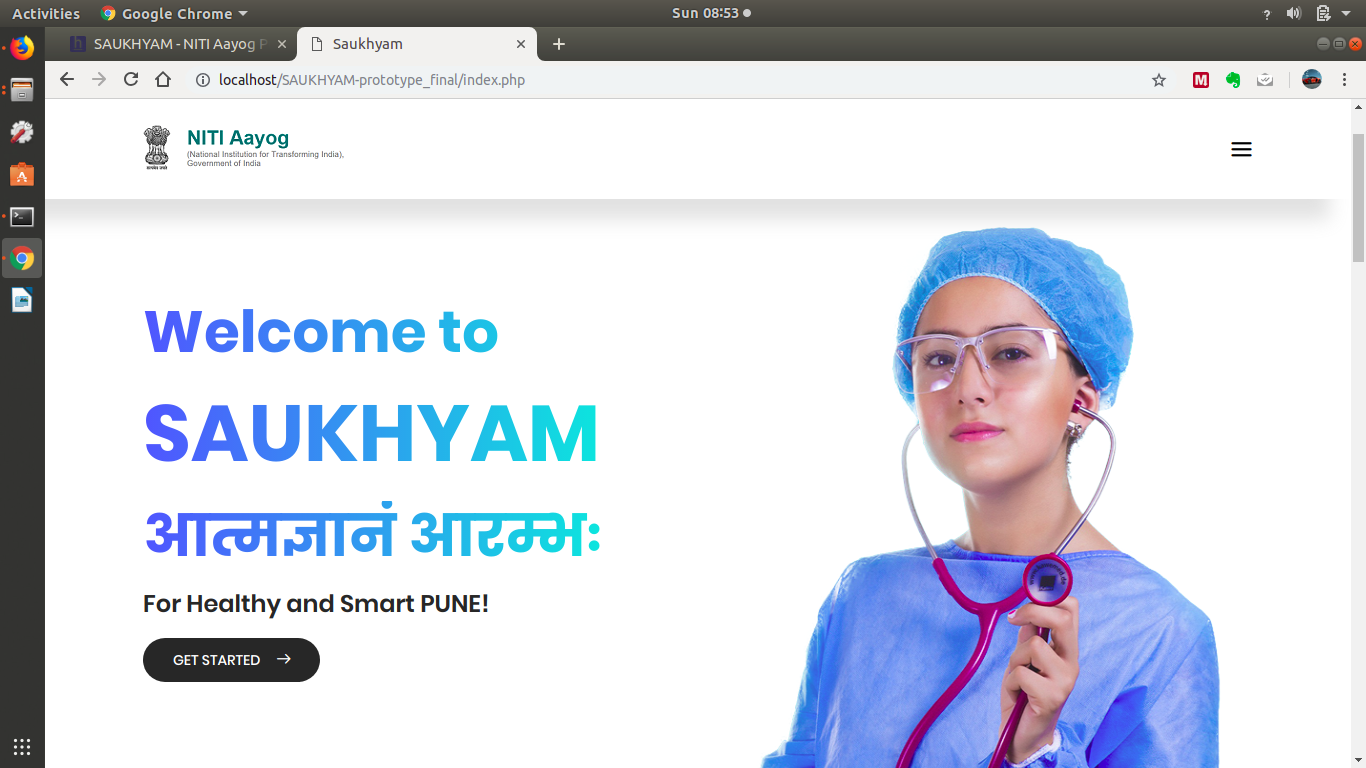 Activities
Google Chrome
Sun 08:53
?
SAUKHYAM - NITI Aayog P
Saukhyam
localhost/SAUKHYAM-prototype_final/index.php
M
NITI Aayog
(National Institution for Transforming India),
Government of India
Welcome to
SAUKHYAM
आत्मज्ञानं आरम्भः
For Healthy and Smart PUNE!
GET STARTED